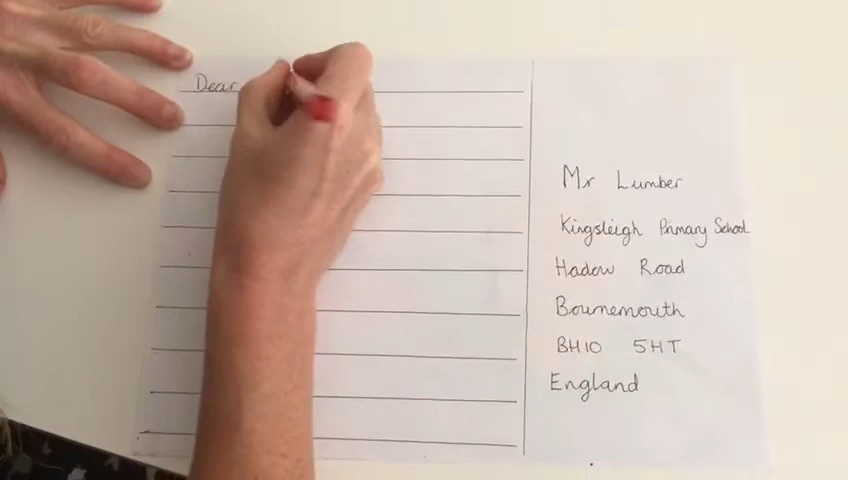 Dear
Mr Lumber
Kingsleigh Primary School
Hadow Road
Bournemouth
BH10 5HT
England